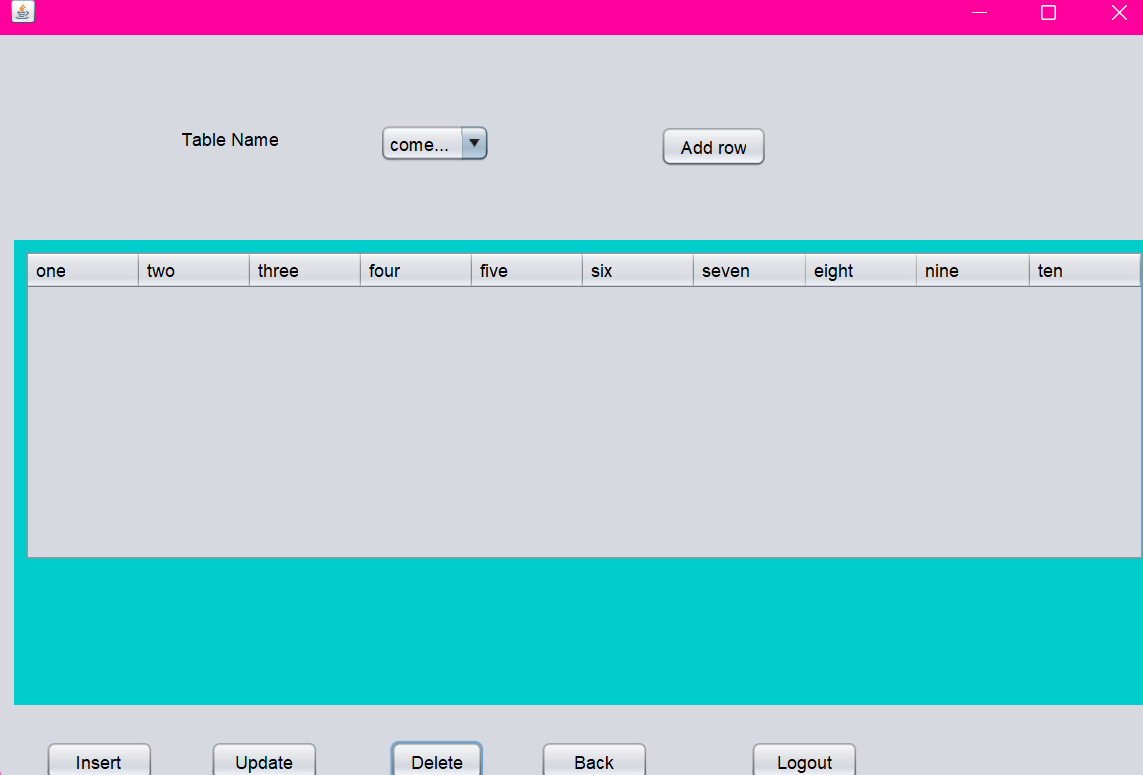 Table Name come... Add row
one two three four five six seven eight nine ten
Insert Update Delete Back Logout